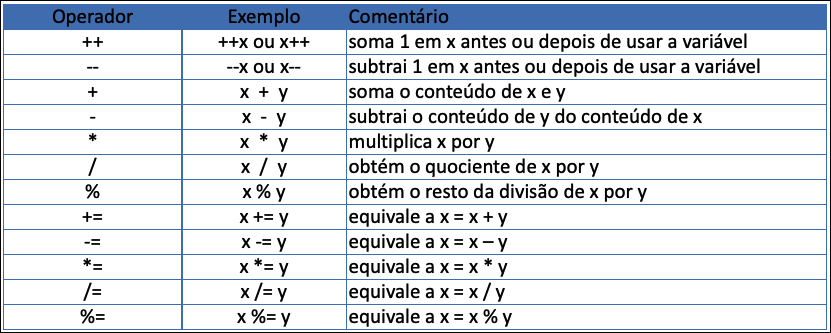 Operador Exemplo Comentário
++ ++x ou x++ soma 1 em x antes ou depois de usar a variável
-- --x ou x-- subtrai 1 em x antes ou depois de usar a variável
+ x + y soma o conteúdo de x e y
- x - y subtrai o conteúdo de y do conteúdo de x
* x * y multiplica x por y
/ x / y obtém o quociente de x por y
% x % y obtém o resto da divisão de x por y
+= x += y equivale a x = x + y
-= x -= y equivale a x = x – y
*= x *= y equivale a x = x * y
/= x /= y equivale a x = x / y
%= x %= y equivale a x = x % y